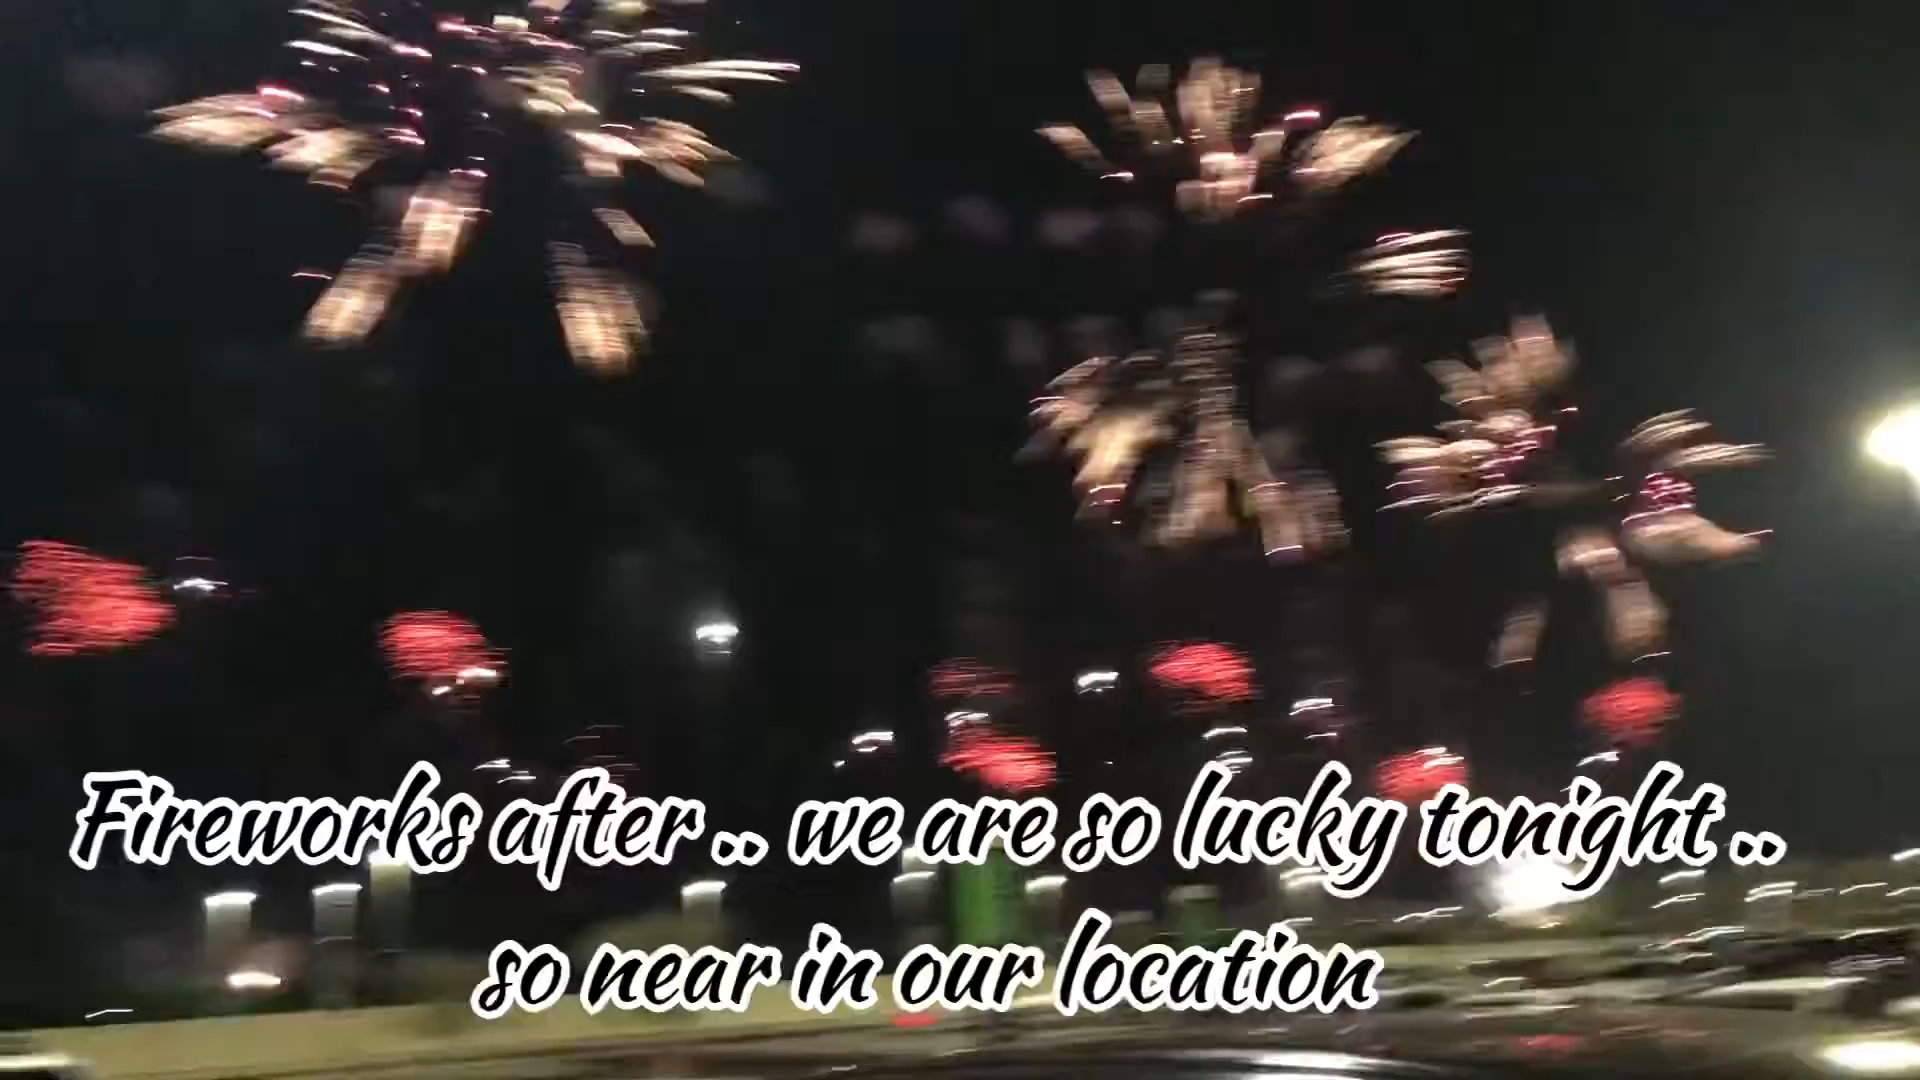 Fireworks after .. we are so lucky tonight ..
so near in our location